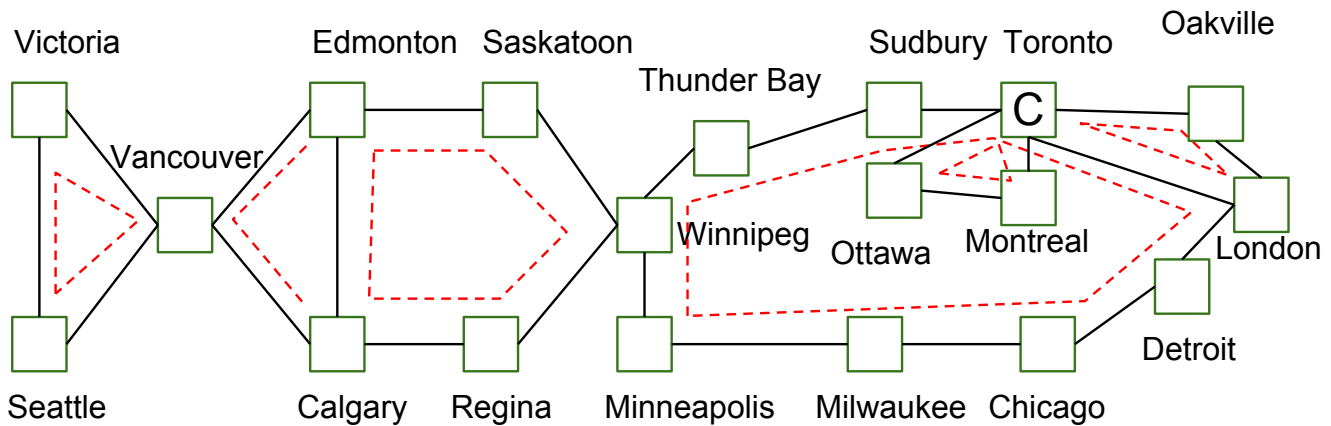 Victoria
Edmonton
Saskatoon
Sudbury
Toronto
Oakville
Thunder Bay
C
Vancouver
Winnipeg
Ottawa
Montreal
London
Detroit
Seattle
Calgary
Regina
Minneapolis
Milwaukee
Chicago